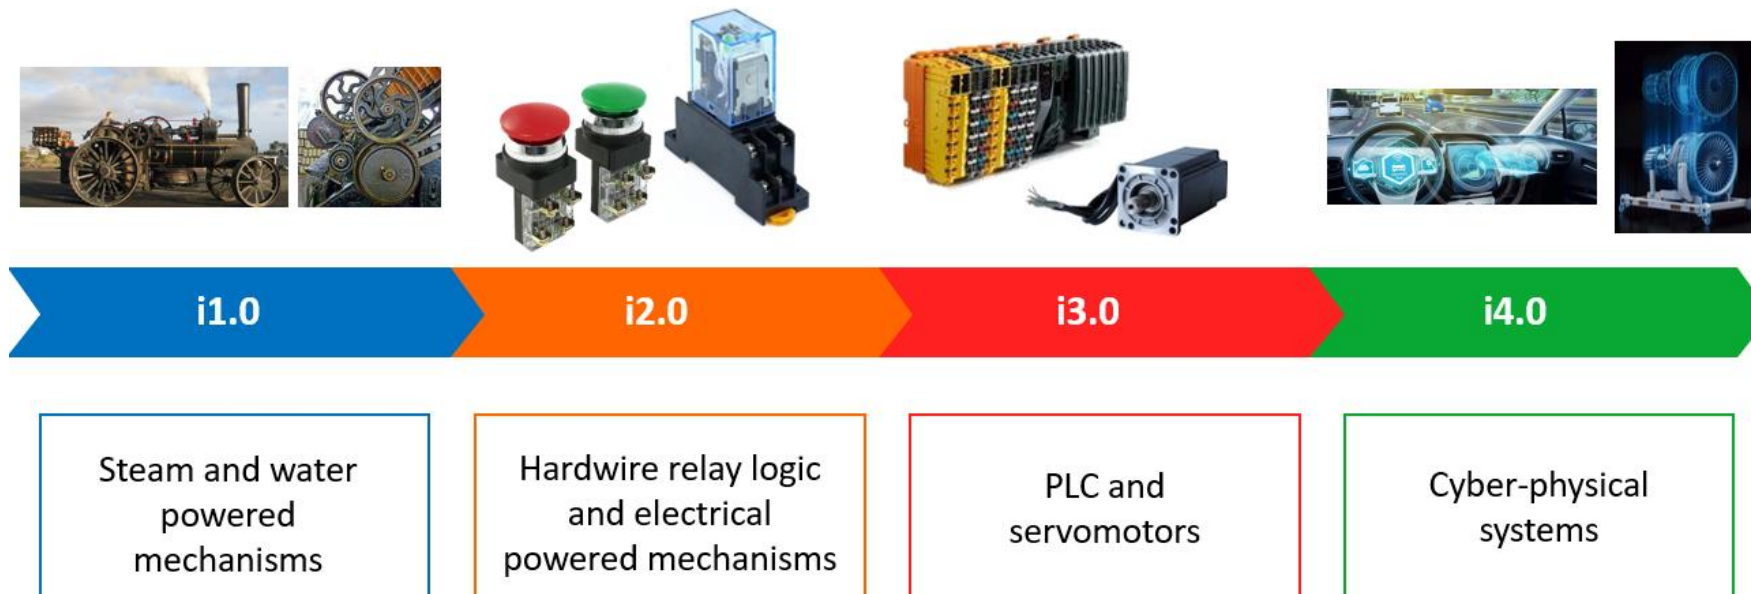 i1.0
i2.0
i3.0
i4.0
Steam and water
powered
mechanisms
Hardwire relay logic
and electrical
powered mechanisms
PLC and
servomotors
Cyber-physical
systems